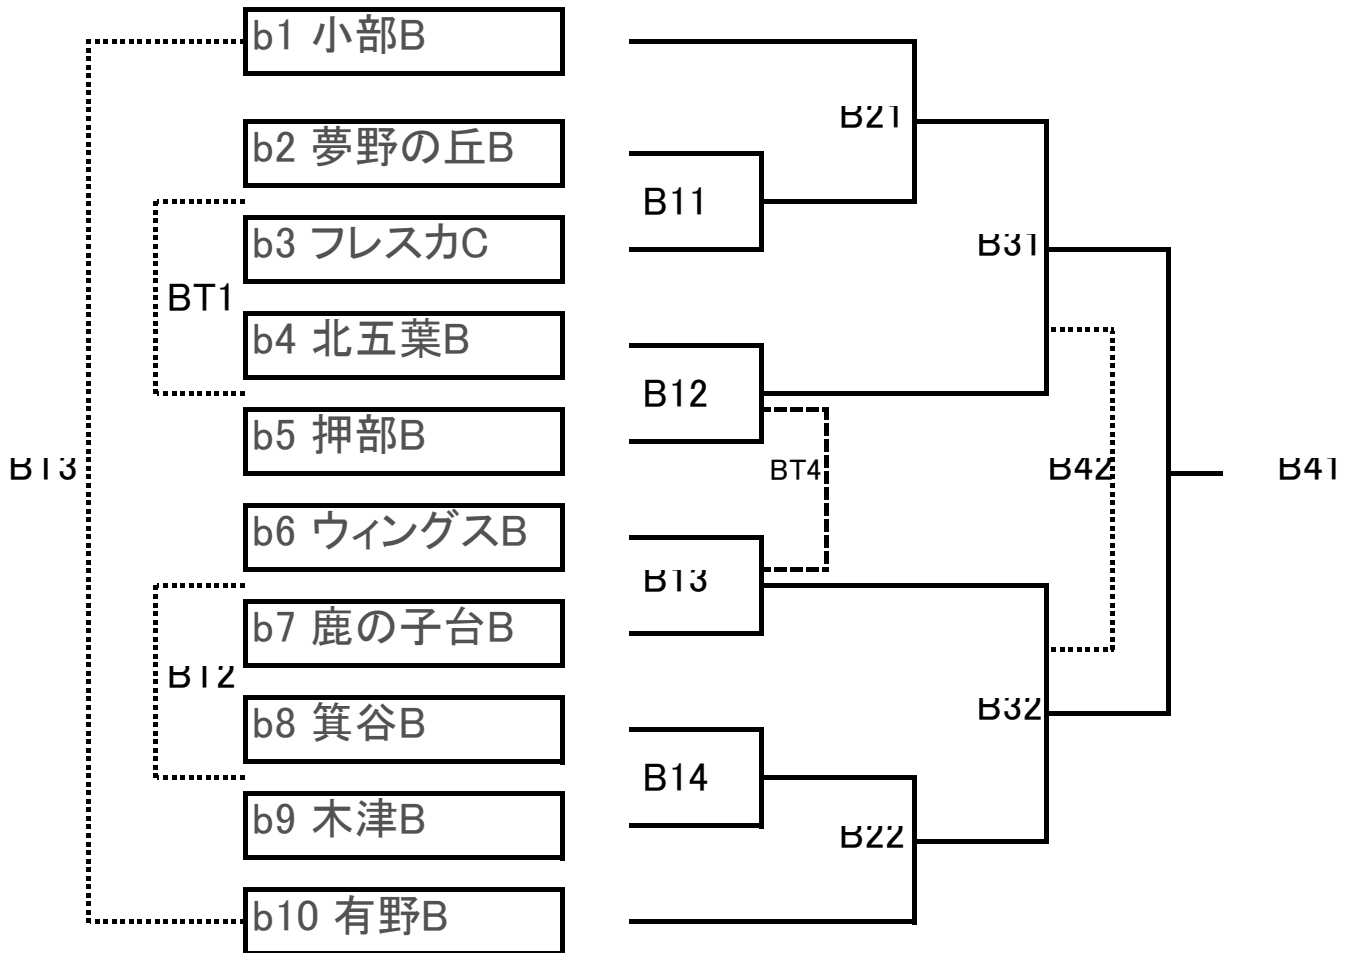 b1 小部B
B21
b2 夢野の丘B
B11
b3 フレスカC
B31
BT1
b4 北五葉B
B12
b5 押部B
BT3
BT4
B42
B41
b6 ウィングスB
B13
b7 鹿の子台B
BT2
b8 箕谷B
B32
B14
b9 木津B
B22
b10 有野B